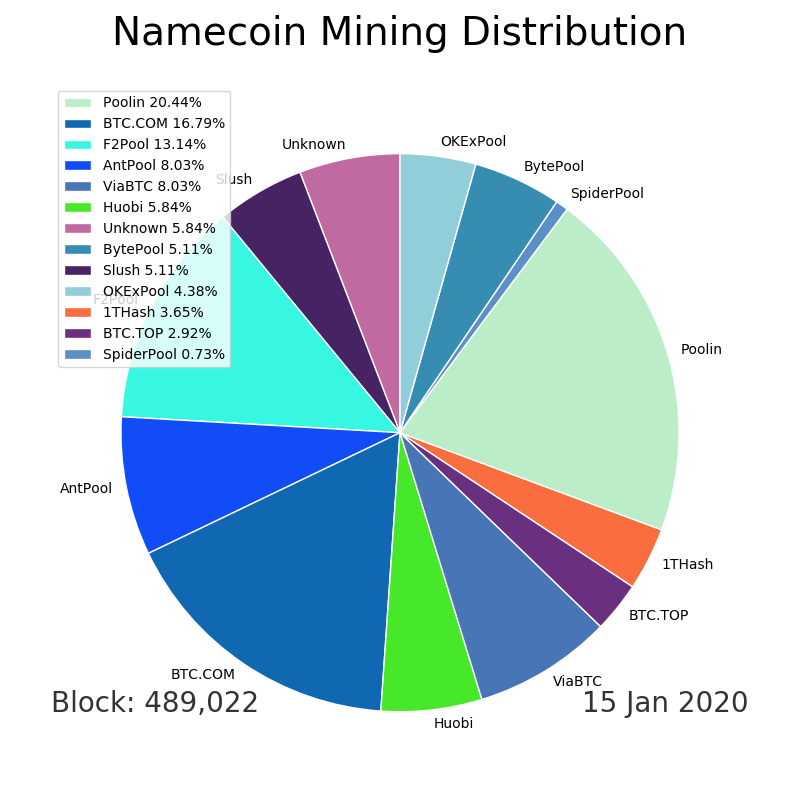 Namecoin Mining Distribution
Poolin 20.44%
BTC.COM 16.79%
F2Pool 13.14%
AntPool 8.03%
ViaBTC 8.03%
Huobi 5.84%
Unknown 5.84%
BytePool 5.11%
Slush 5.11%
OKExPool 4.38%
1THash 3.65%
BTC.TOP 2.92%
SpiderPool 0.73%
OKExPool
Unknown
BytePool
Slush
SpiderPool
F2Pool
Poolin
AntPool
1THash
BTC.TOP
BTC.COM
ViaBTC
Huobi
Block: 489,022
15 Jan 2020